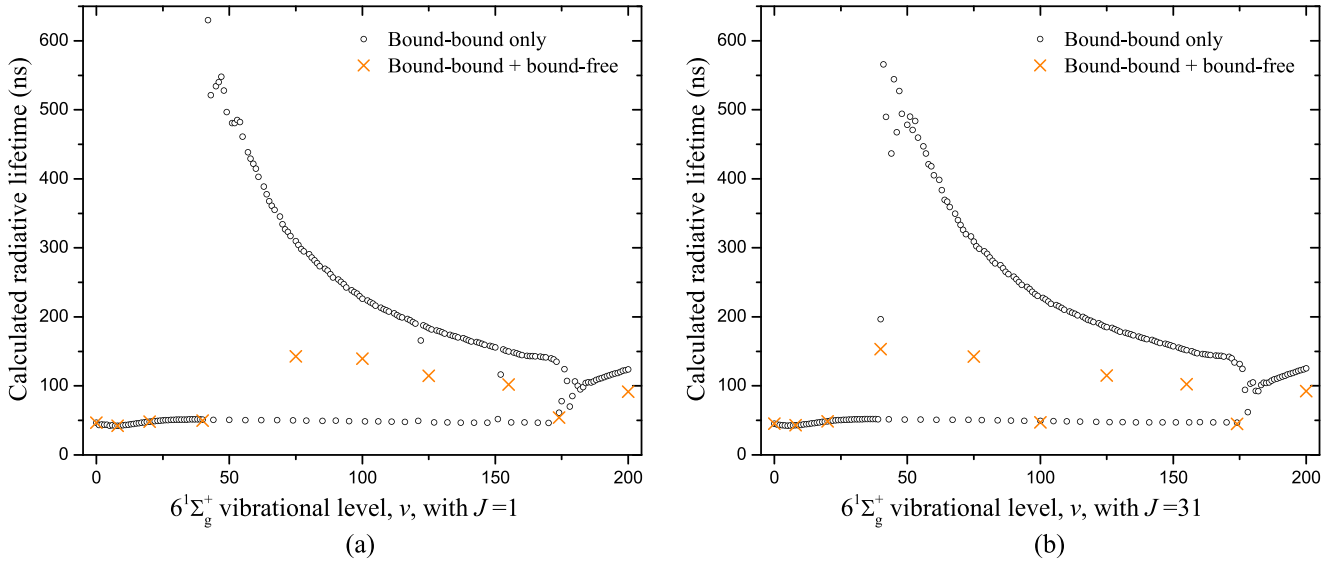 Calculated radiative lifetime (ns)
600
500
400
300
200
100
0
Bound-bound only
Bound-bound + bound-free
0 50 100 150 200
6¹Σg⁺ vibrational level, v, with J =1
(a)
Calculated radiative lifetime (ns)
600
500
400
300
200
100
0
Bound-bound only
Bound-bound + bound-free
0 50 100 150 200
6¹Σg⁺ vibrational level, v, with J =31
(b)